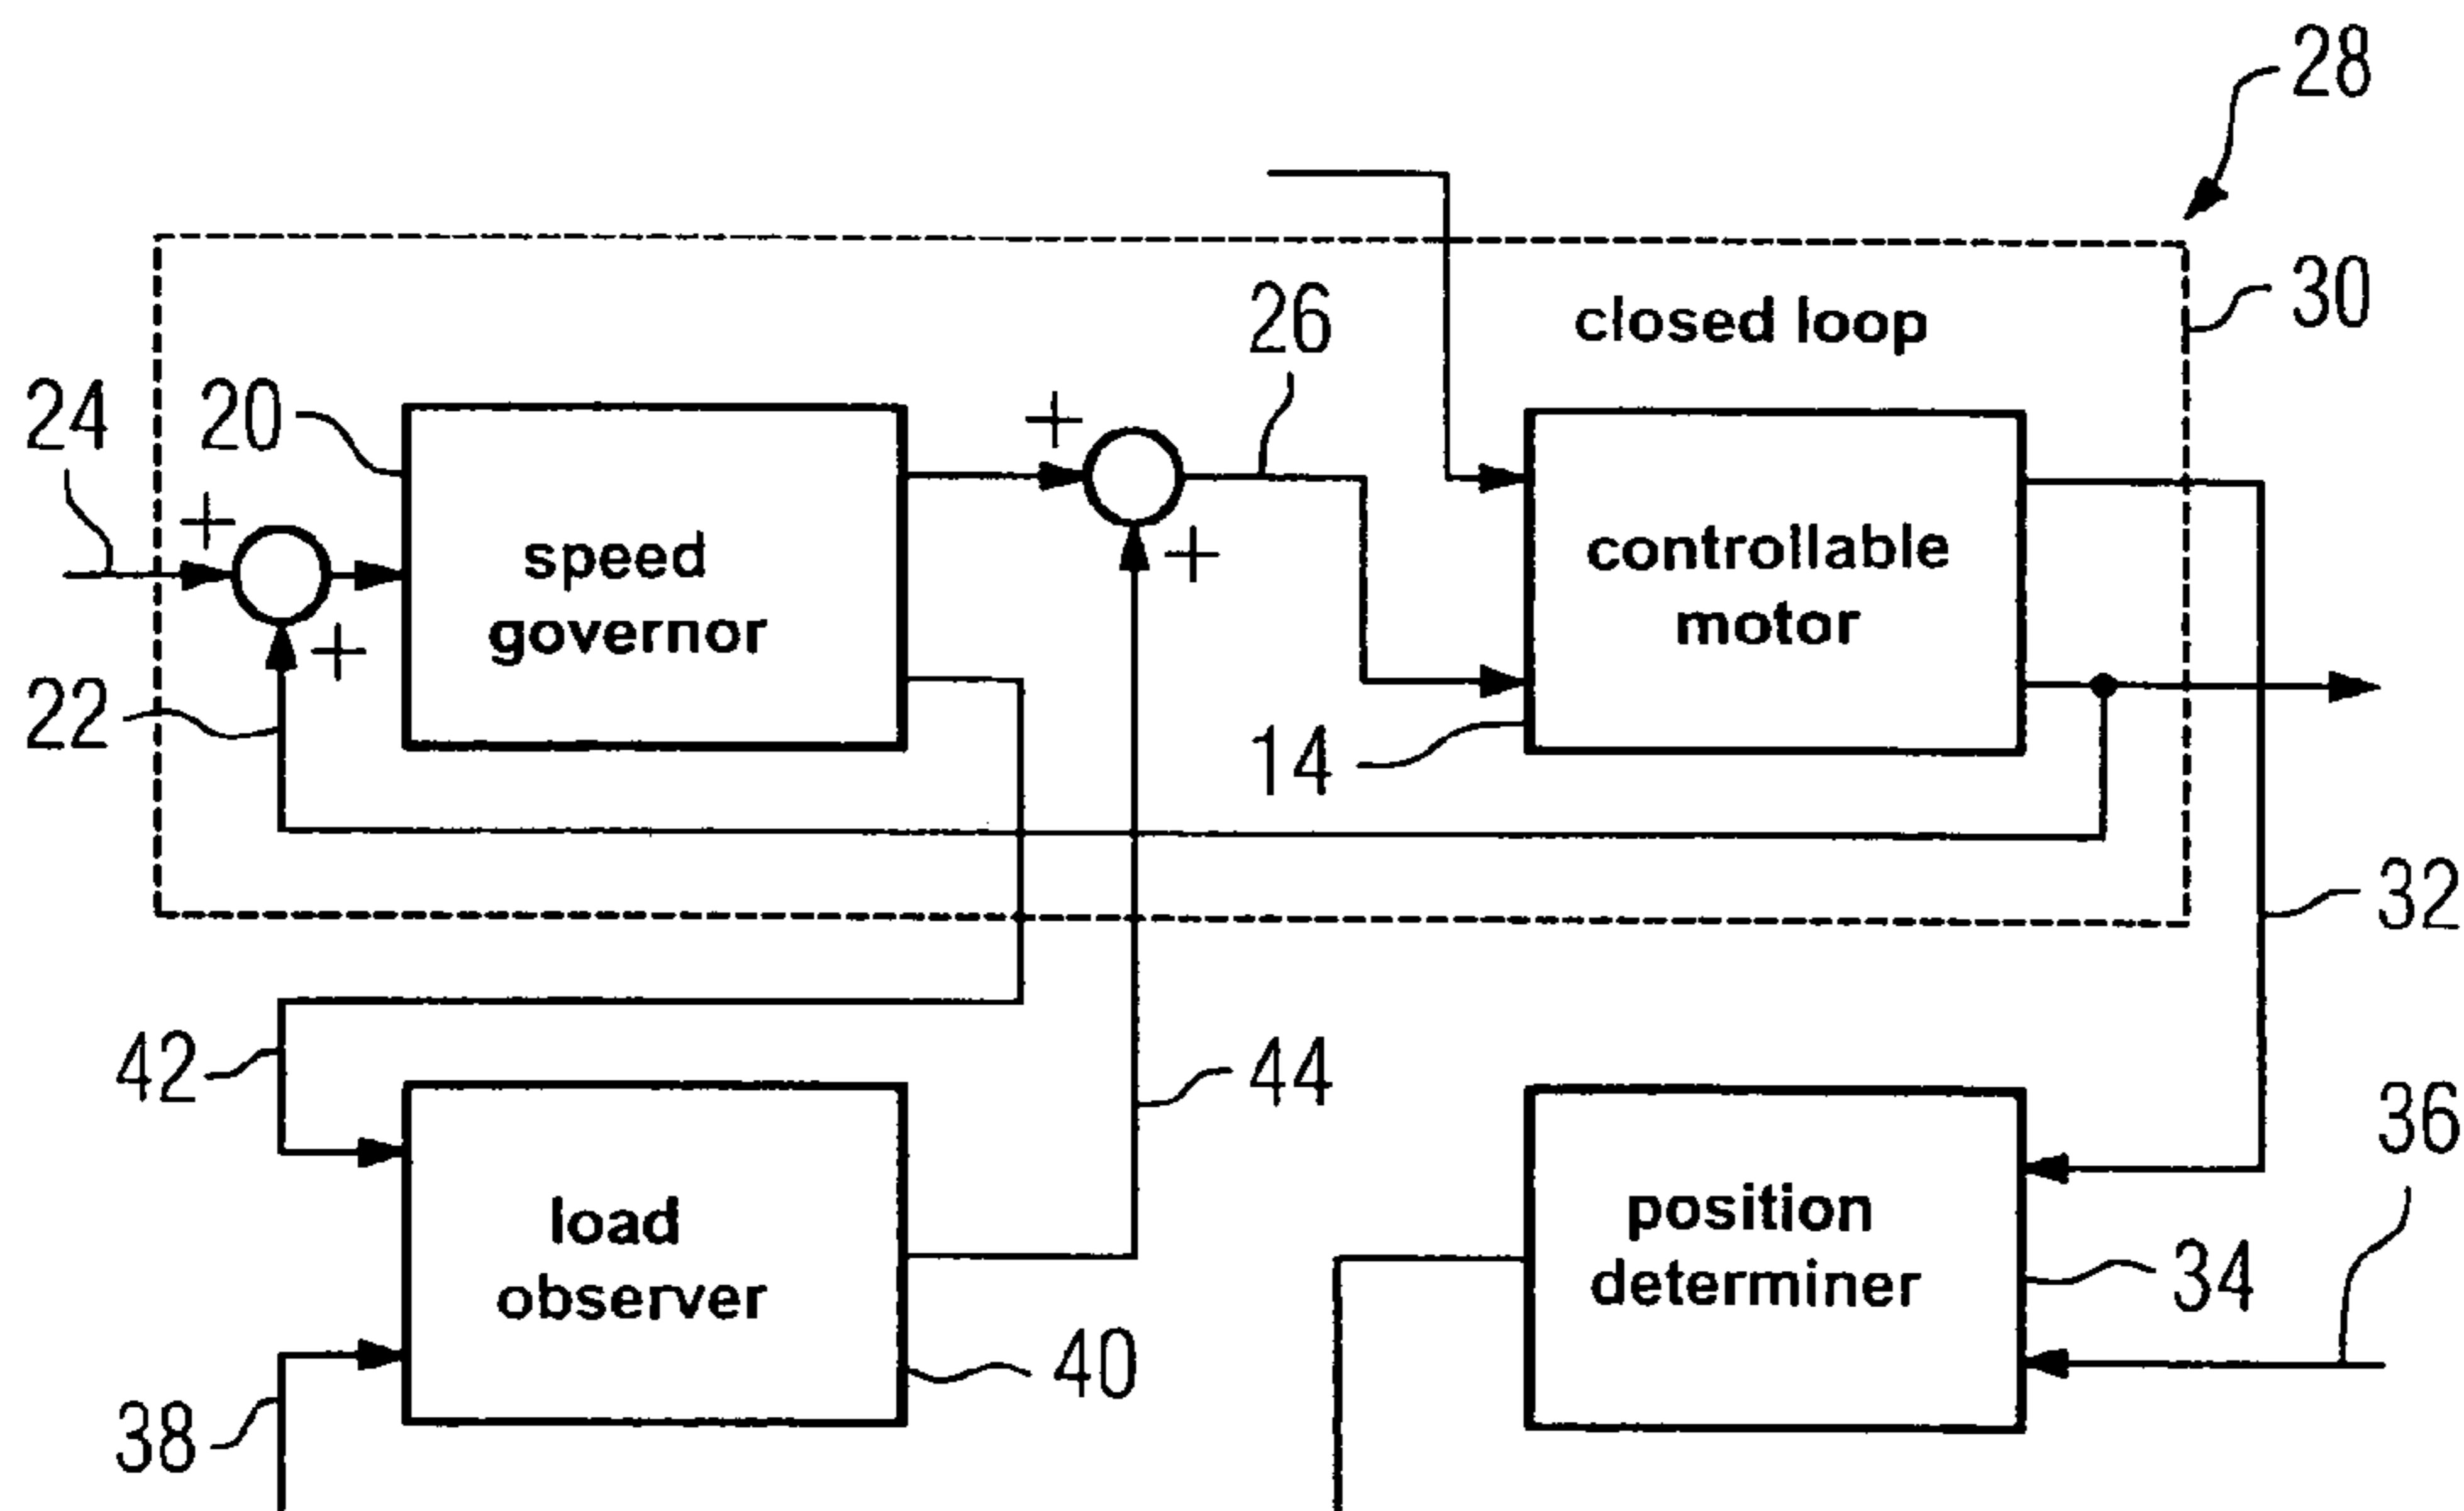 28
30
closed loop
26
24
20
+
+
speed
governor
+
+
controllable
motor
22
14
32
42
44
36
load
observer
position
determiner
34
40
38